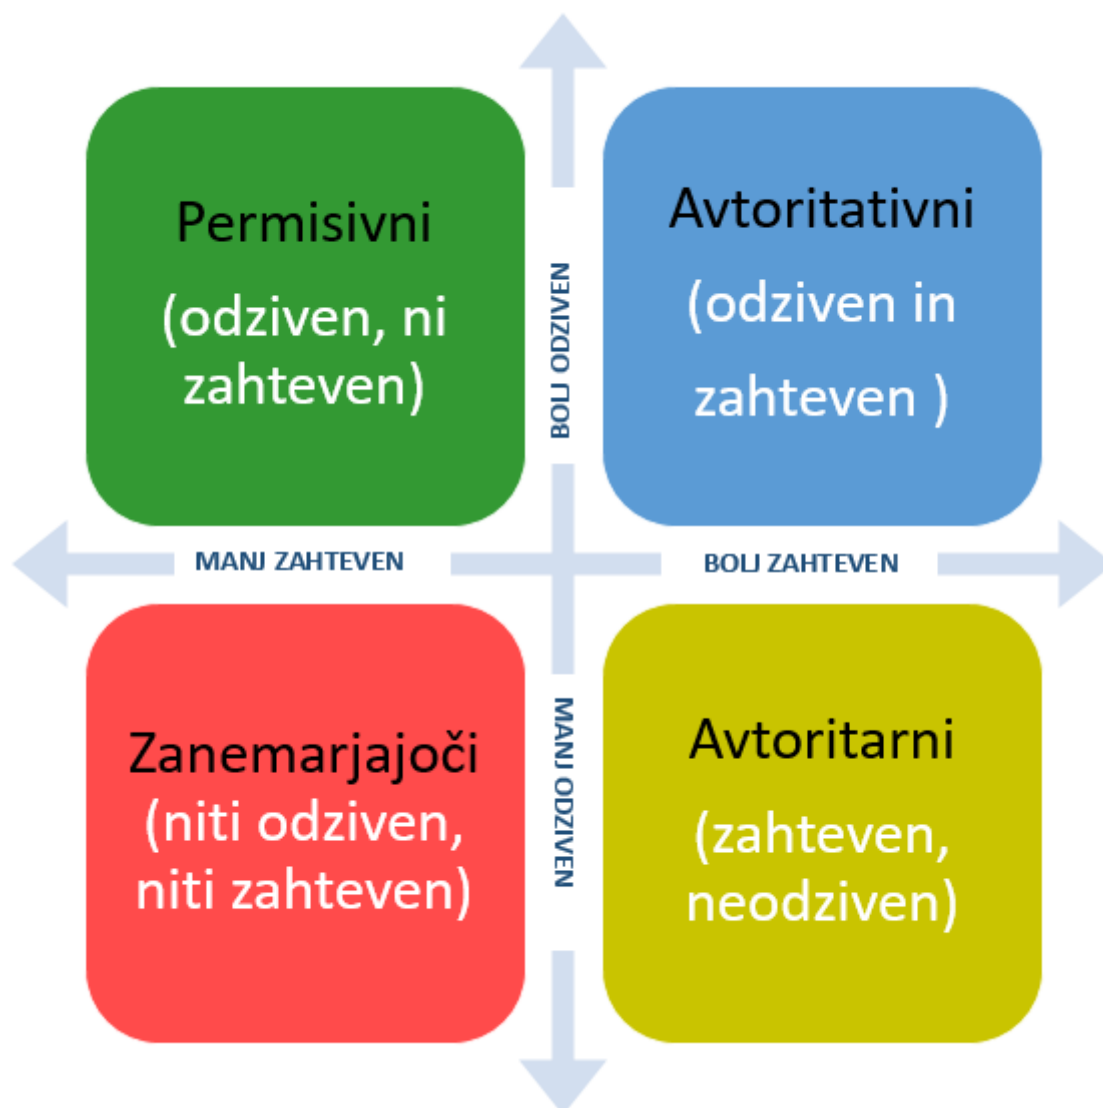 Permisivni
(odziven, ni
zahteven)
Avtoritativni
(odziven in
zahteven )
BOLJ ODZIVEN
MANJ ZAHTEVEN
BOLJ ZAHTEVEN
MANJ ODZIVEN
Zanemarjajoči
(niti odziven,
niti zahteven)
Avtoritarni
(zahteven,
neodziven)